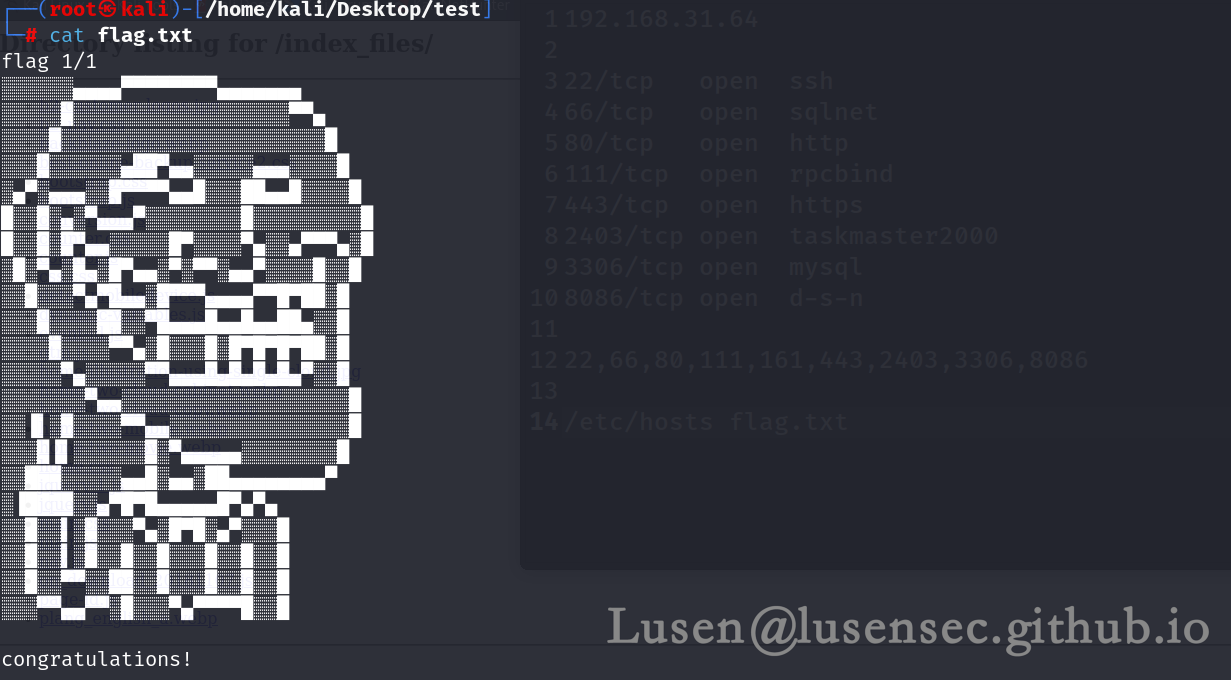 ┌──(root㉿kali)-[/home/kali/Desktop/test]
└─# cat flag.txt
Directory listing for /index_files/
flag 1/1
1 192.168.31.64
2
3 22/tcp open ssh
4 66/tcp open sqlnet
5 80/tcp open http
6 111/tcp open rpcbind
7 443/tcp open https
8 2403/tcp open taskmaster2000
9 3306/tcp open mysql
10 8086/tcp open d-s-n
11
12 22,66,80,111,161,443,2403,3306,8086
13
14 /etc/hosts flag.txt
congratulations!
Lusen@lusensec.github.io